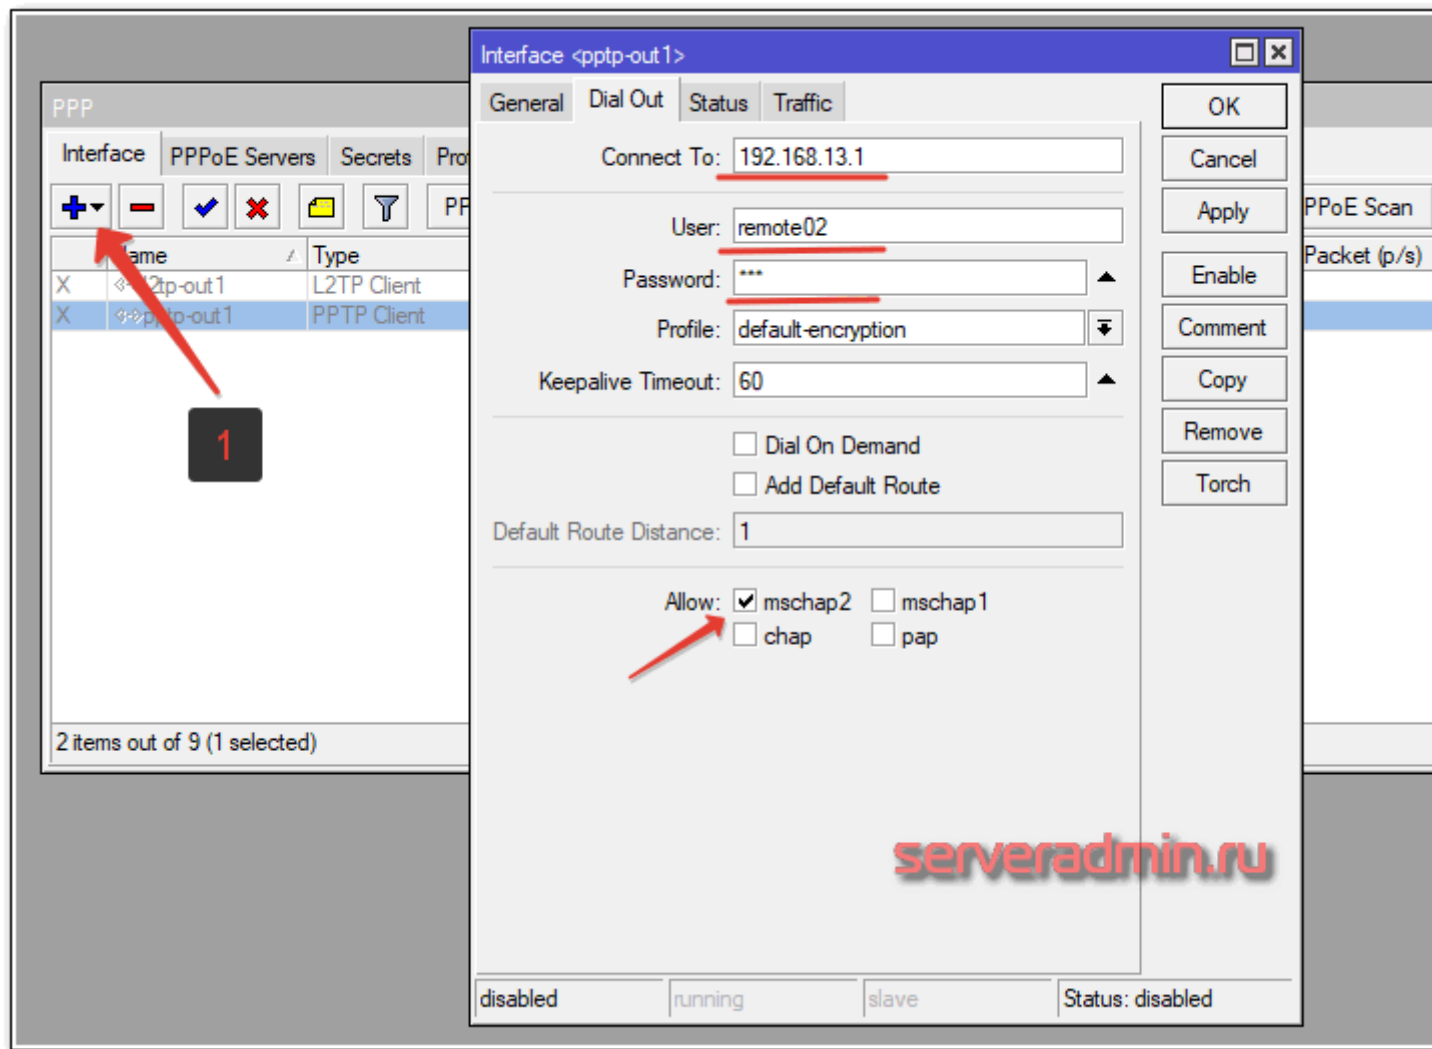 Interface <pptp-out1>
PPP
General Dial Out Status Traffic
OK
Interface PPPoE Servers Secrets
Connect To: 192.168.13.1
Cancel
User: remote02
Apply
PPoE Scan
Name Type
Packet (p/s)
Password: ***
Enable
X l2tp-out1 L2TP Client
X pptp-out1 PPTP Client
Profile: default-encryption
Comment
Keepalive Timeout: 60
Copy
1
Dial On Demand
Remove
Add Default Route
Torch
Default Route Distance: 1
Allow: mschap2 mschap1
chap pap
2 items out of 9 (1 selected)
serveradmin.ru
disabled running slave Status: disabled